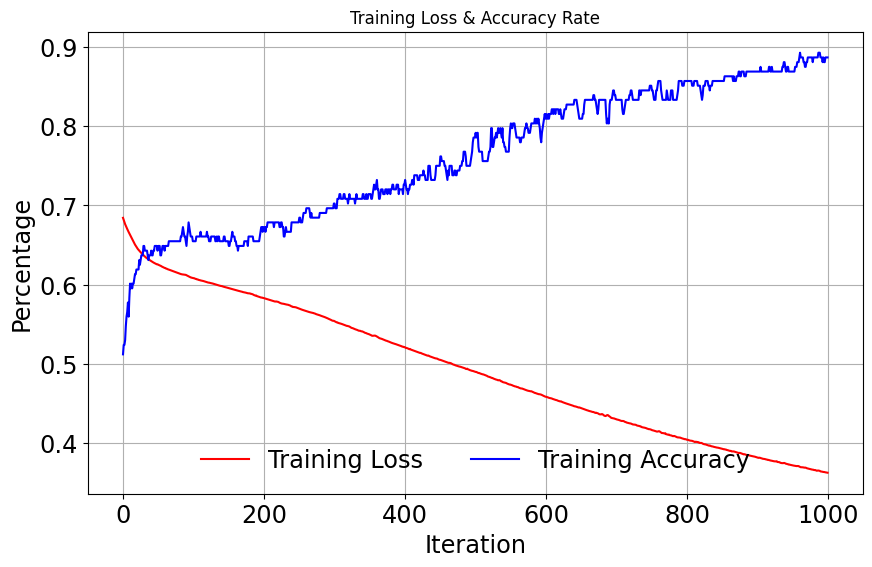 Training Loss & Accuracy Rate
0.9
0.8
0.7
0.6
0.5
0.4
Percentage
Training Loss
Training Accuracy
0 200 400 600 800 1000
Iteration